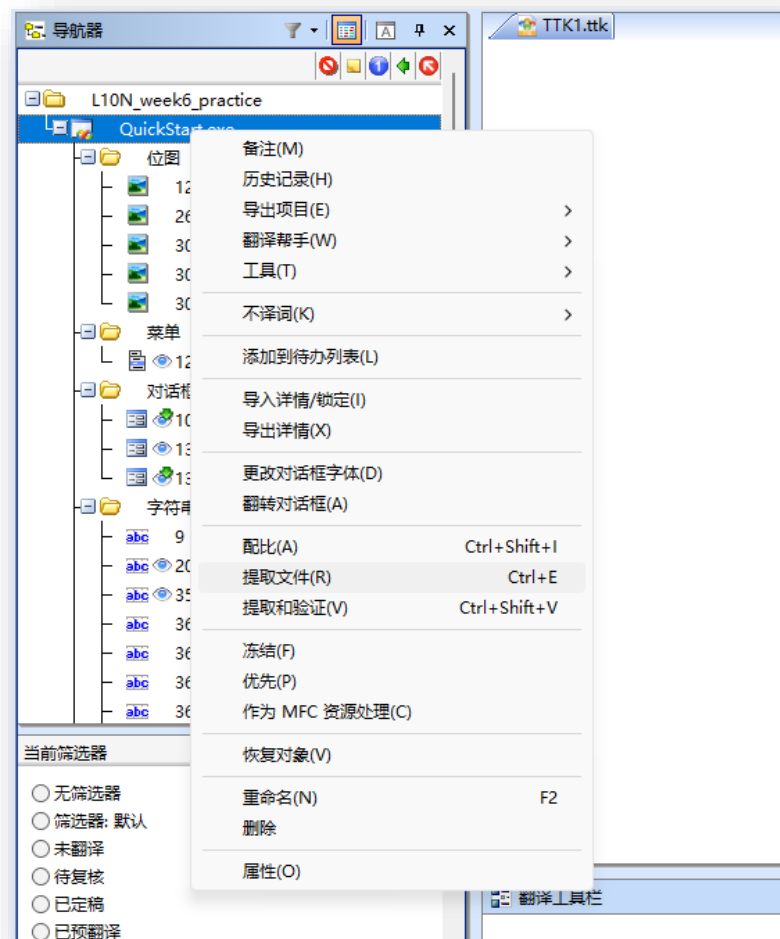 导航器
A
TTK1.ttk
1
L10N_week6_practice
QuickStart.exe
备注(M)
位图
历史记录(H)
12
导出项目(E)
26
翻译帮手(W)
30
工具(T)
30
30
不译词(K)
菜单
12
添加到待办列表(L)
对话框
导入详情/锁定(I)
10
导出详情(X)
13
更改对话框字体(D)
13
翻转对话框(A)
字符串
abc 9
配比(A) Ctrl+Shift+I
abc 20
提取文件(R) Ctrl+E
abc 35
提取和验证(V) Ctrl+Shift+V
abc 36
冻结(F)
abc 36
优先(P)
abc 36
作为 MFC 资源处理(C)
abc 36
当前筛选器
恢复对象(V)
无筛选器
重命名(N) F2
筛选器: 默认
删除
未翻译
待复核
属性(O)
已定稿
翻译工具栏
已预翻译